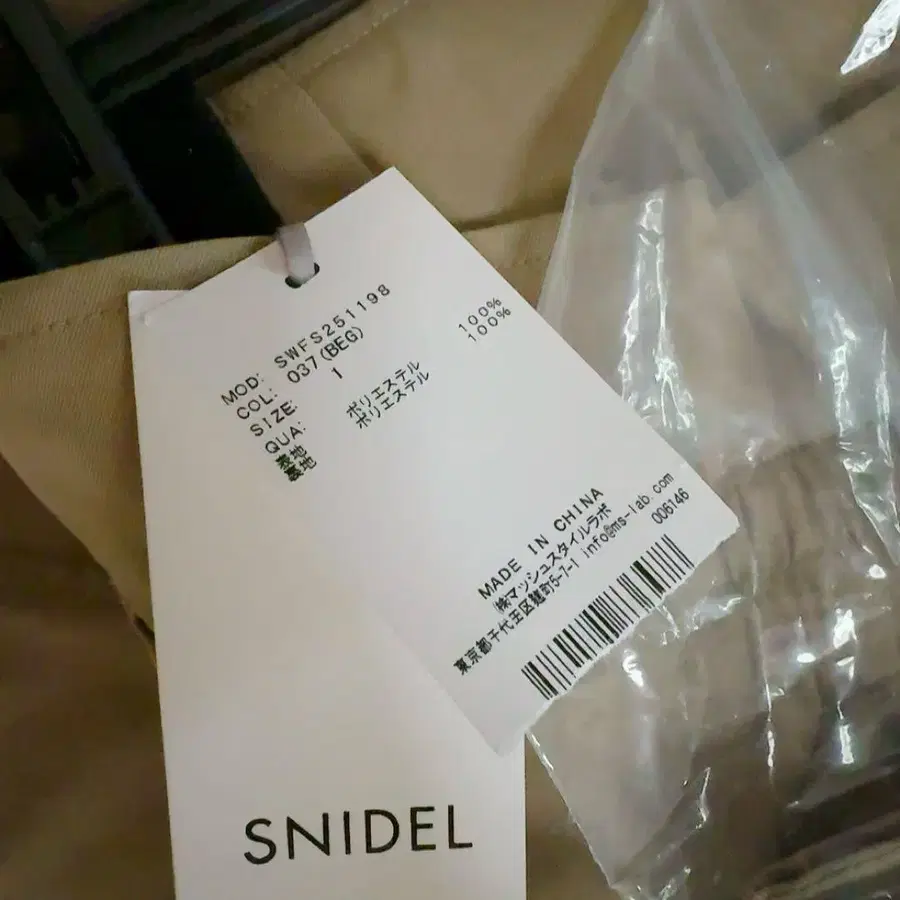 MOD: SWFS251198
COL: 037(BEG)
SIZE: 1
QUA:
表地 ポリエステル 100%
裏地 ポリエステル 100%
MADE IN CHINA
㈱マッシュスタイルラボ
東京都千代王区麹町5-7-1 info@ms-lab.com
006146
SNIDEL